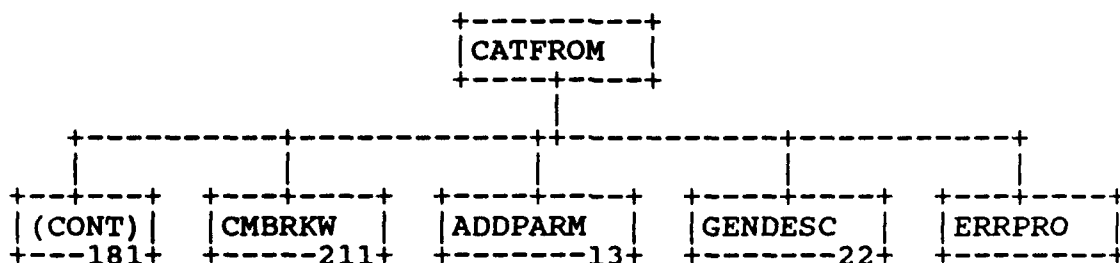 CATFROM
(CONT) CMBRKW ADDPARM GENDESC ERRPRO
181 211 13 22